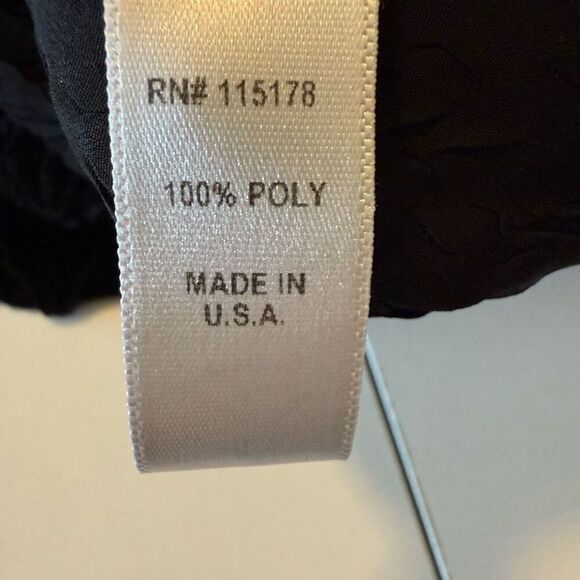 RN# 115178
100% POLY
MADE IN
U.S.A.